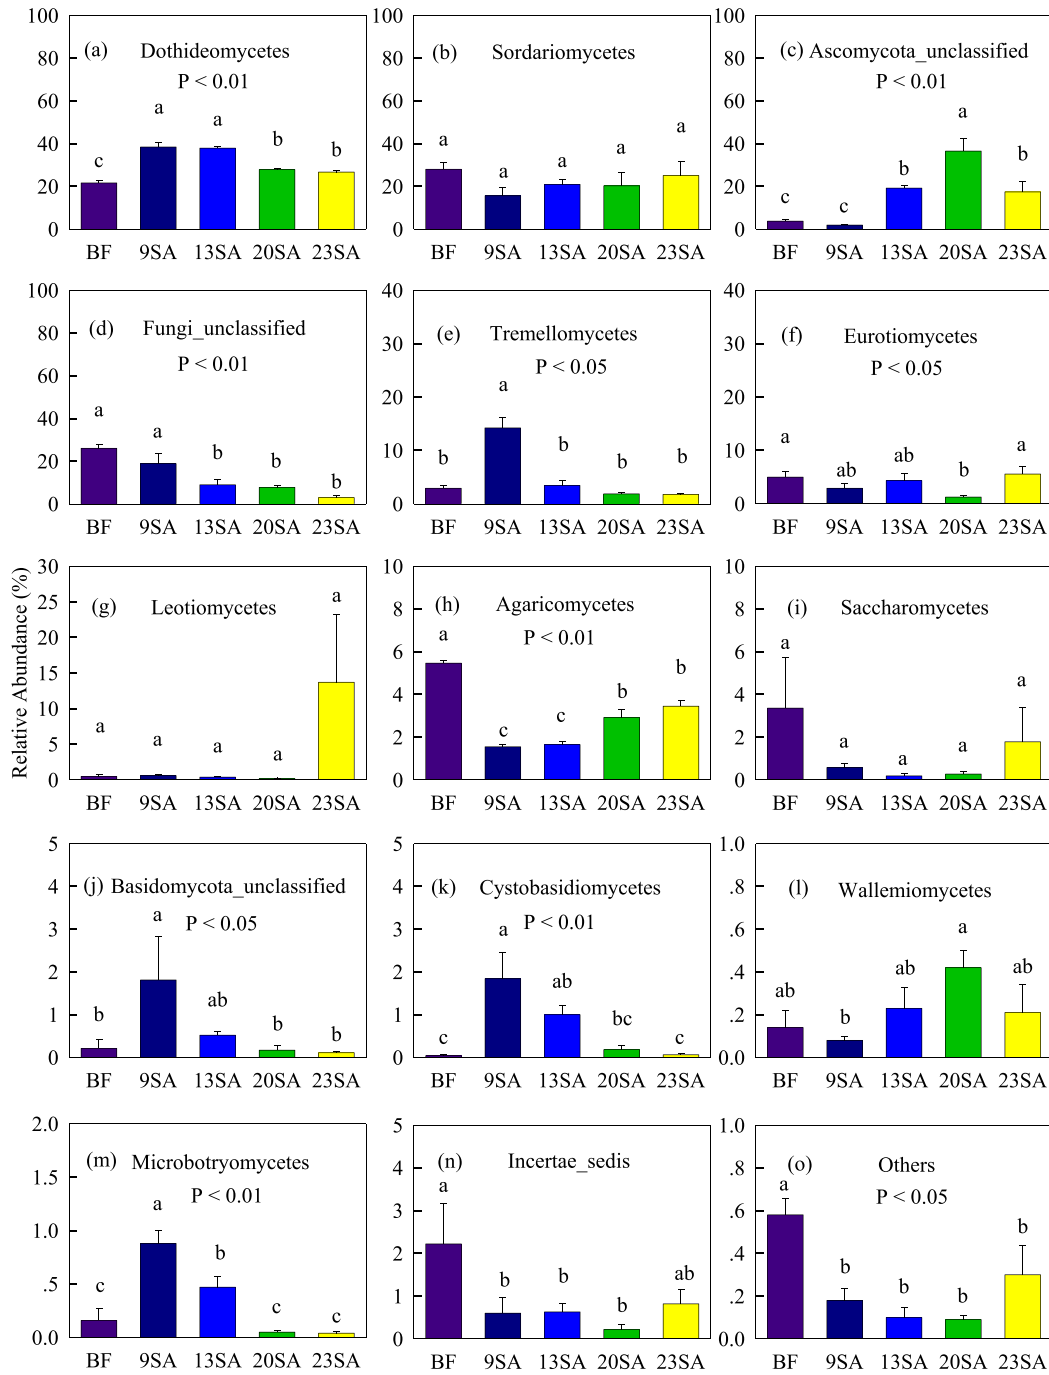 (a) Dothideomycetes
P < 0.01
100
80
60
40
20
0
c
a
a
b
b
BF 9SA 13SA 20SA 23SA
(b) Sordariomycetes
100
80
60
40
20
0
a
a
a
a
a
BF 9SA 13SA 20SA 23SA
(c) Ascomycota_unclassified
P < 0.01
100
80
60
40
20
0
c
c
b
a
b
BF 9SA 13SA 20SA 23SA
(d) Fungi_unclassified
P < 0.01
100
80
60
40
20
0
a
a
b
b
b
BF 9SA 13SA 20SA 23SA
(e) Tremellomycetes
P < 0.05
40
30
20
10
0
b
a
b
b
b
BF 9SA 13SA 20SA 23SA
(f) Eurotiomycetes
P < 0.05
40
30
20
10
0
a
ab
ab
b
a
BF 9SA 13SA 20SA 23SA
Relative Abundance (%)
(g) Leotiomycetes
30
25
20
15
10
5
0
a
a
a
a
a
BF 9SA 13SA 20SA 23SA
(h) Agaricomycetes
P < 0.01
10
8
6
4
2
0
a
c
c
b
b
BF 9SA 13SA 20SA 23SA
(i) Saccharomycetes
10
8
6
4
2
0
a
a
a
a
a
BF 9SA 13SA 20SA 23SA
(j) Basidomycota_unclassified
P < 0.05
5
4
3
2
1
0
b
a
ab
b
b
BF 9SA 13SA 20SA 23SA
(k) Cystobasidiomycetes
P < 0.01
5
4
3
2
1
0
c
a
ab
bc
c
BF 9SA 13SA 20SA 23SA
(l) Wallemiomycetes
1.0
.8
.6
.4
.2
0.0
ab
b
ab
a
ab
BF 9SA 13SA 20SA 23SA
(m) Microbotryomycetes
P < 0.01
2.0
1.5
1.0
.5
0.0
c
a
b
c
c
BF 9SA 13SA 20SA 23SA
(n) Incertae_sedis
5
4
3
2
1
0
a
b
b
b
ab
BF 9SA 13SA 20SA 23SA
(o) Others
P < 0.05
1.0
.8
.6
.4
.2
0.0
a
b
b
b
b
BF 9SA 13SA 20SA 23SA